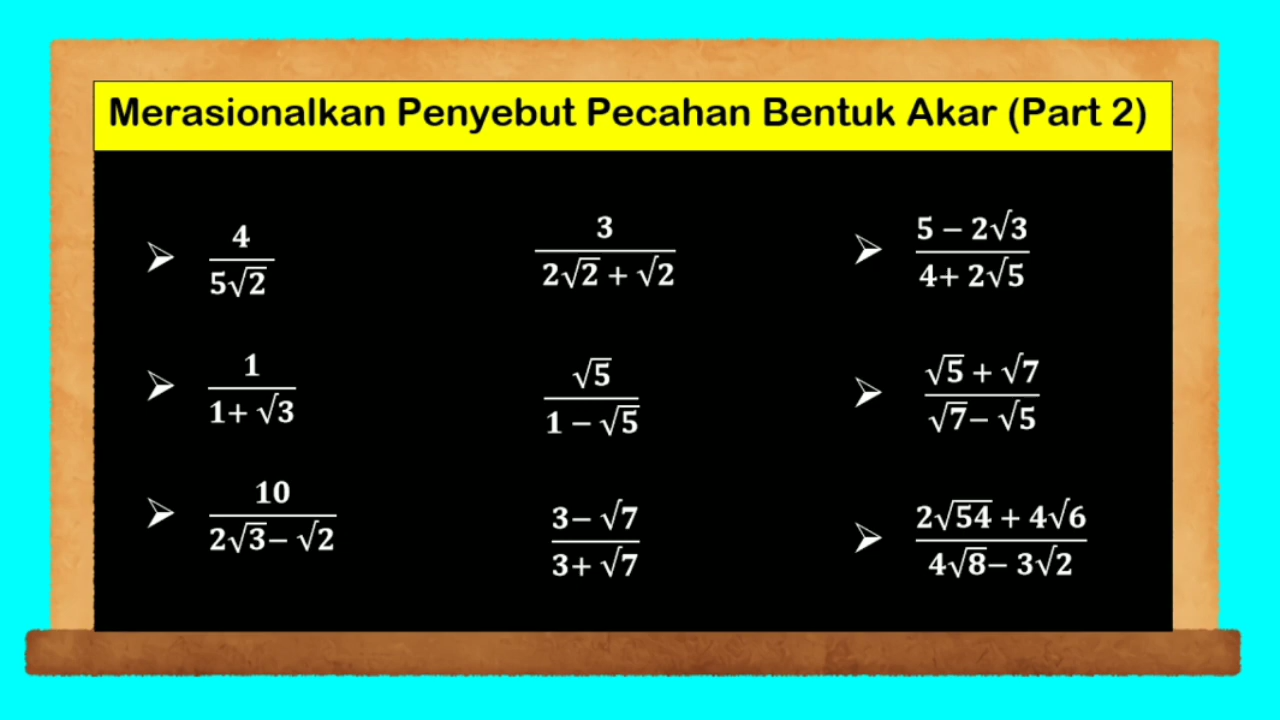 Merasionalkan Penyebut Pecahan Bentuk Akar (Part 2)
➢ 4/(5√2)
3/(2√2 + √2)
➢ (5 – 2√3)/(4+ 2√5)
➢ 1/(1+ √3)
√5/(1 – √5)
➢ (√5 + √7)/(√7– √5)
➢ 10/(2√3– √2)
(3– √7)/(3+ √7)
➢ (2√54 + 4√6)/(4√8– 3√2)